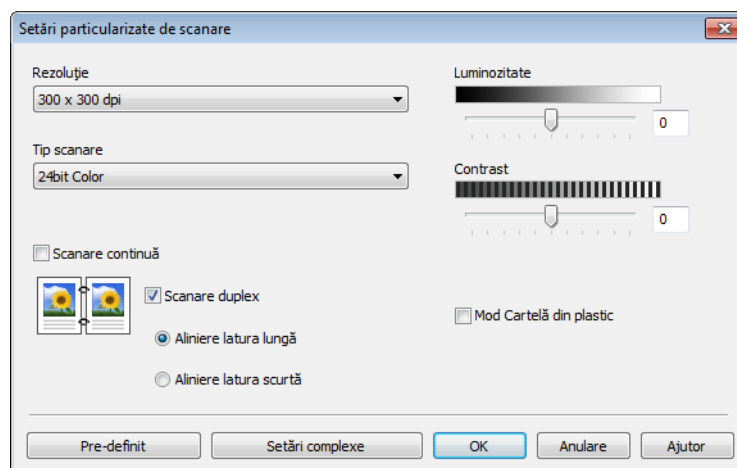 Setări particularizate de scanare
Rezoluţie
300 x 300 dpi
Tip scanare
24bit Color
Luminozitate
0
Contrast
0
Scanare continuă
Scanare duplex
Aliniere latura lungă
Aliniere latura scurtă
Mod Cartelă din plastic
Pre-definit Setări complexe OK Anulare Ajutor